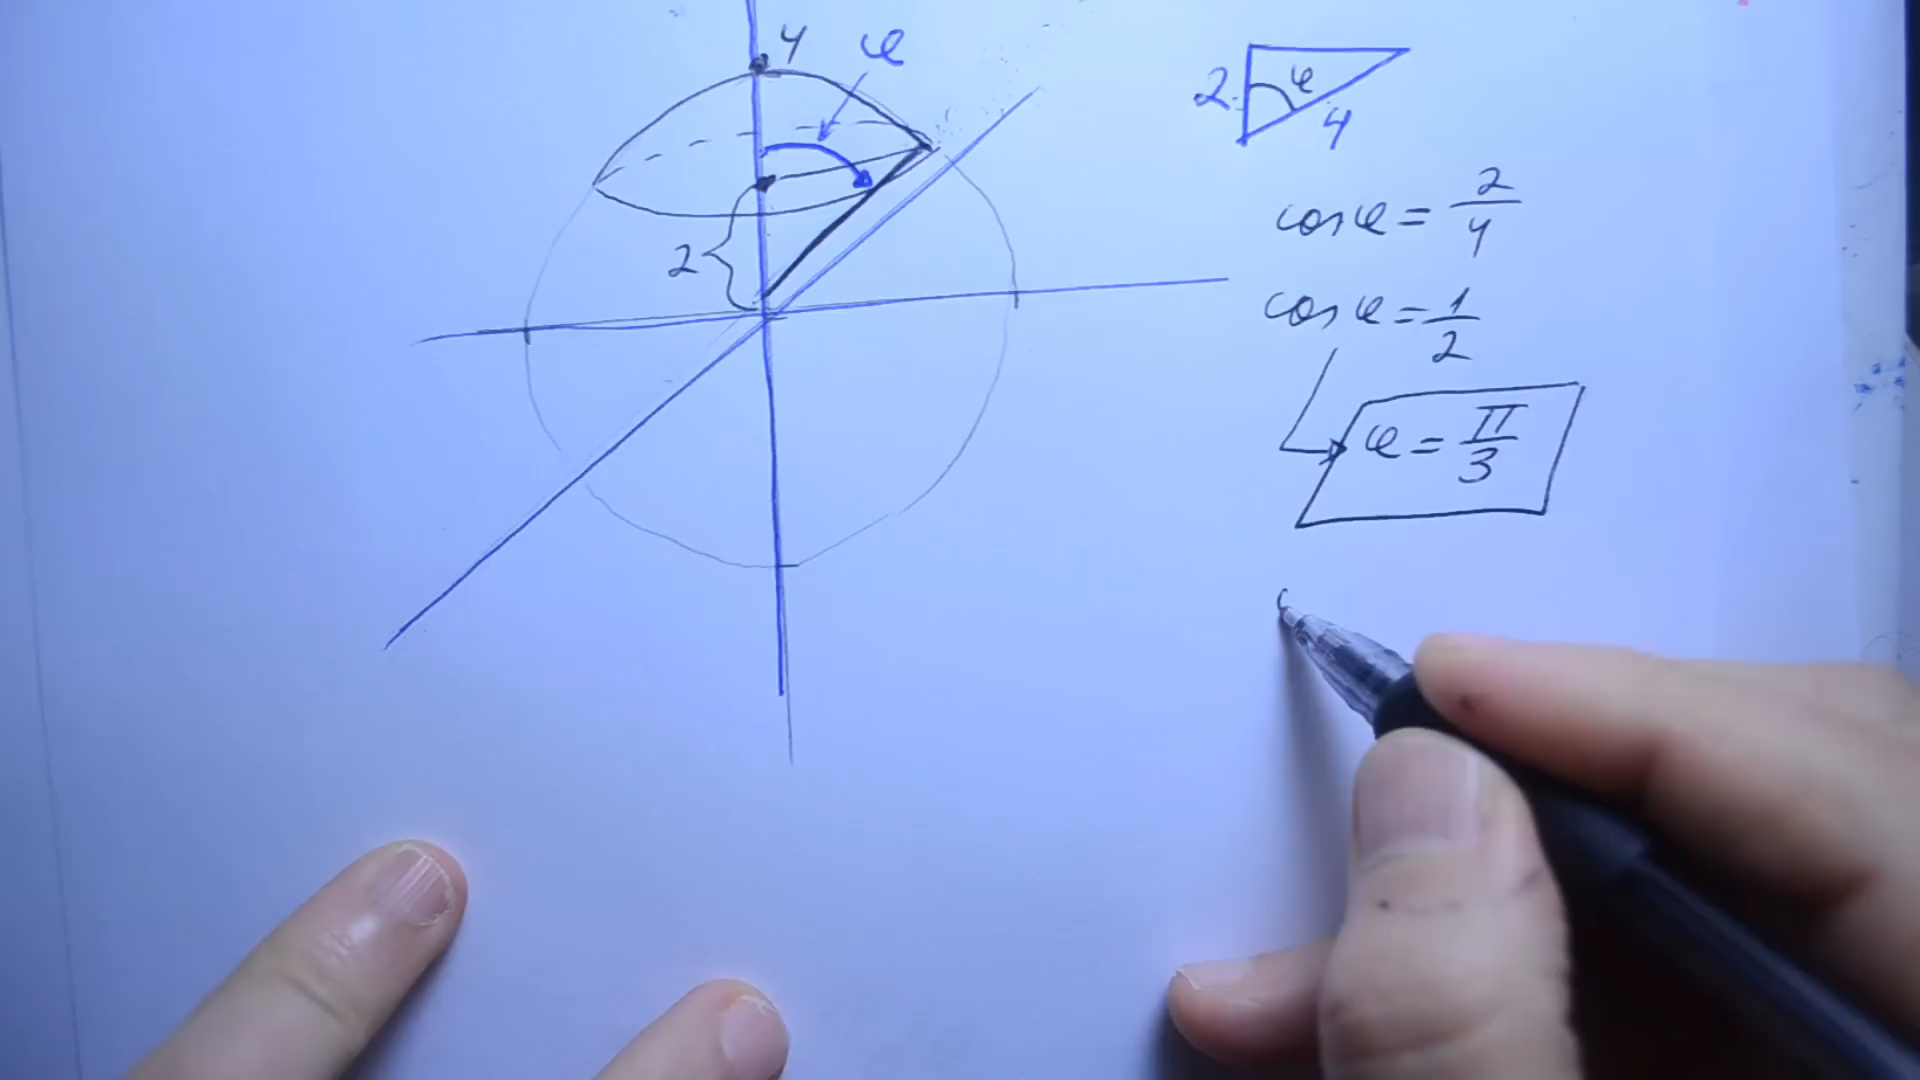 4 φ
2
2 φ 4
cos φ = 2/4
cos φ = 1/2
φ = π/3